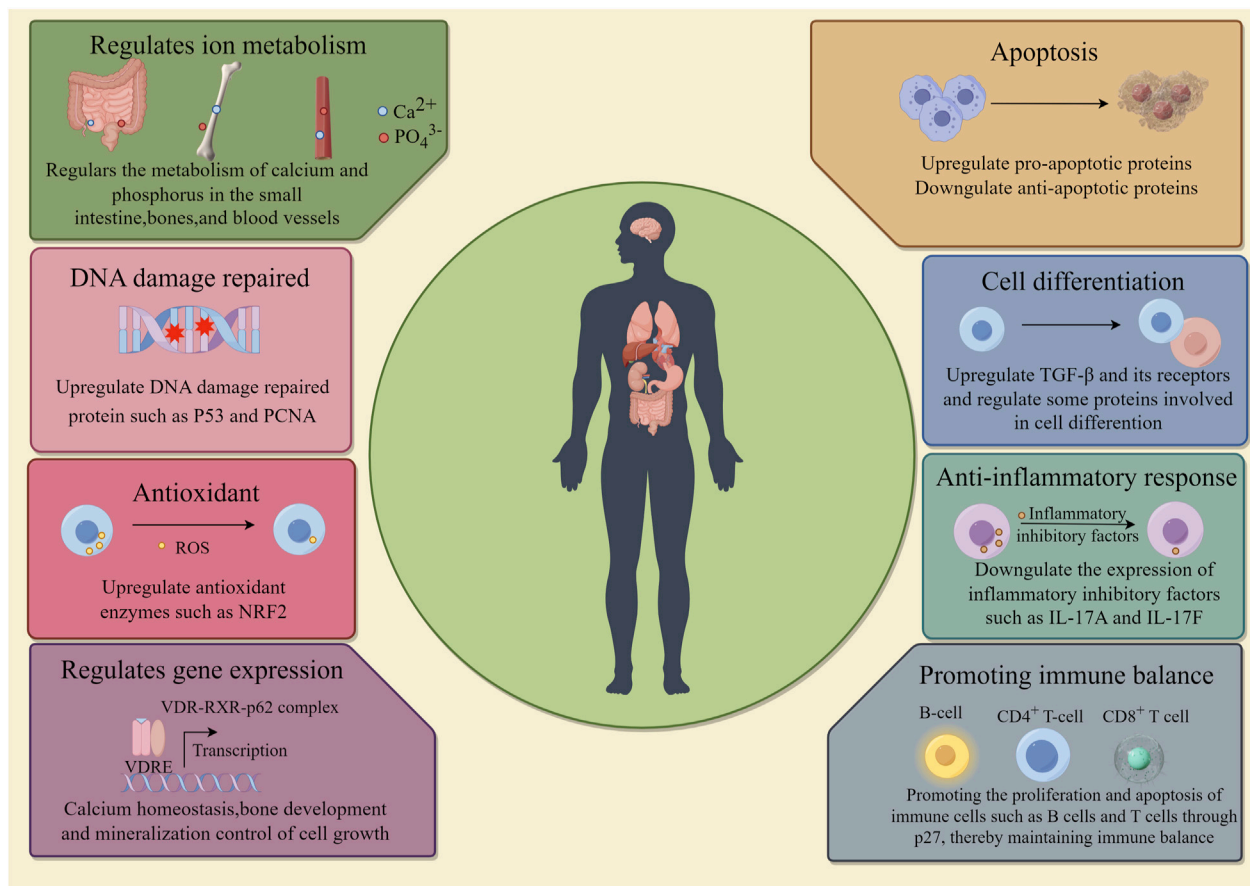 Regulates ion metabolism
Ca2+
PO43-
Regulars the metabolism of calcium and
phosphorus in the small
intestine,bones,and blood vessels
DNA damage repaired
Upregulate DNA damage repaired
protein such as P53 and PCNA
Antioxidant
ROS
Upregulate antioxidant
enzymes such as NRF2
Regulates gene expression
VDR-RXR-p62 complex
Transcription
VDRE
Calcium homeostasis,bone development
and mineralization control of cell growth
Apoptosis
Upregulate pro-apoptotic proteins
Downgulate anti-apoptotic proteins
Cell differentiation
Upregulate TGF-β and its receptors
and regulate some proteins involved
in cell differention
Anti-inflammatory response
Inflammatory
inhibitory factors
Downgulate the expression of
inflammatory inhibitory factors
such as IL-17A and IL-17F
Promoting immune balance
B-cell
CD4+ T-cell
CD8+ T cell
Promoting the proliferation and apoptosis of
immune cells such as B cells and T cells through
p27, thereby maintaining immune balance